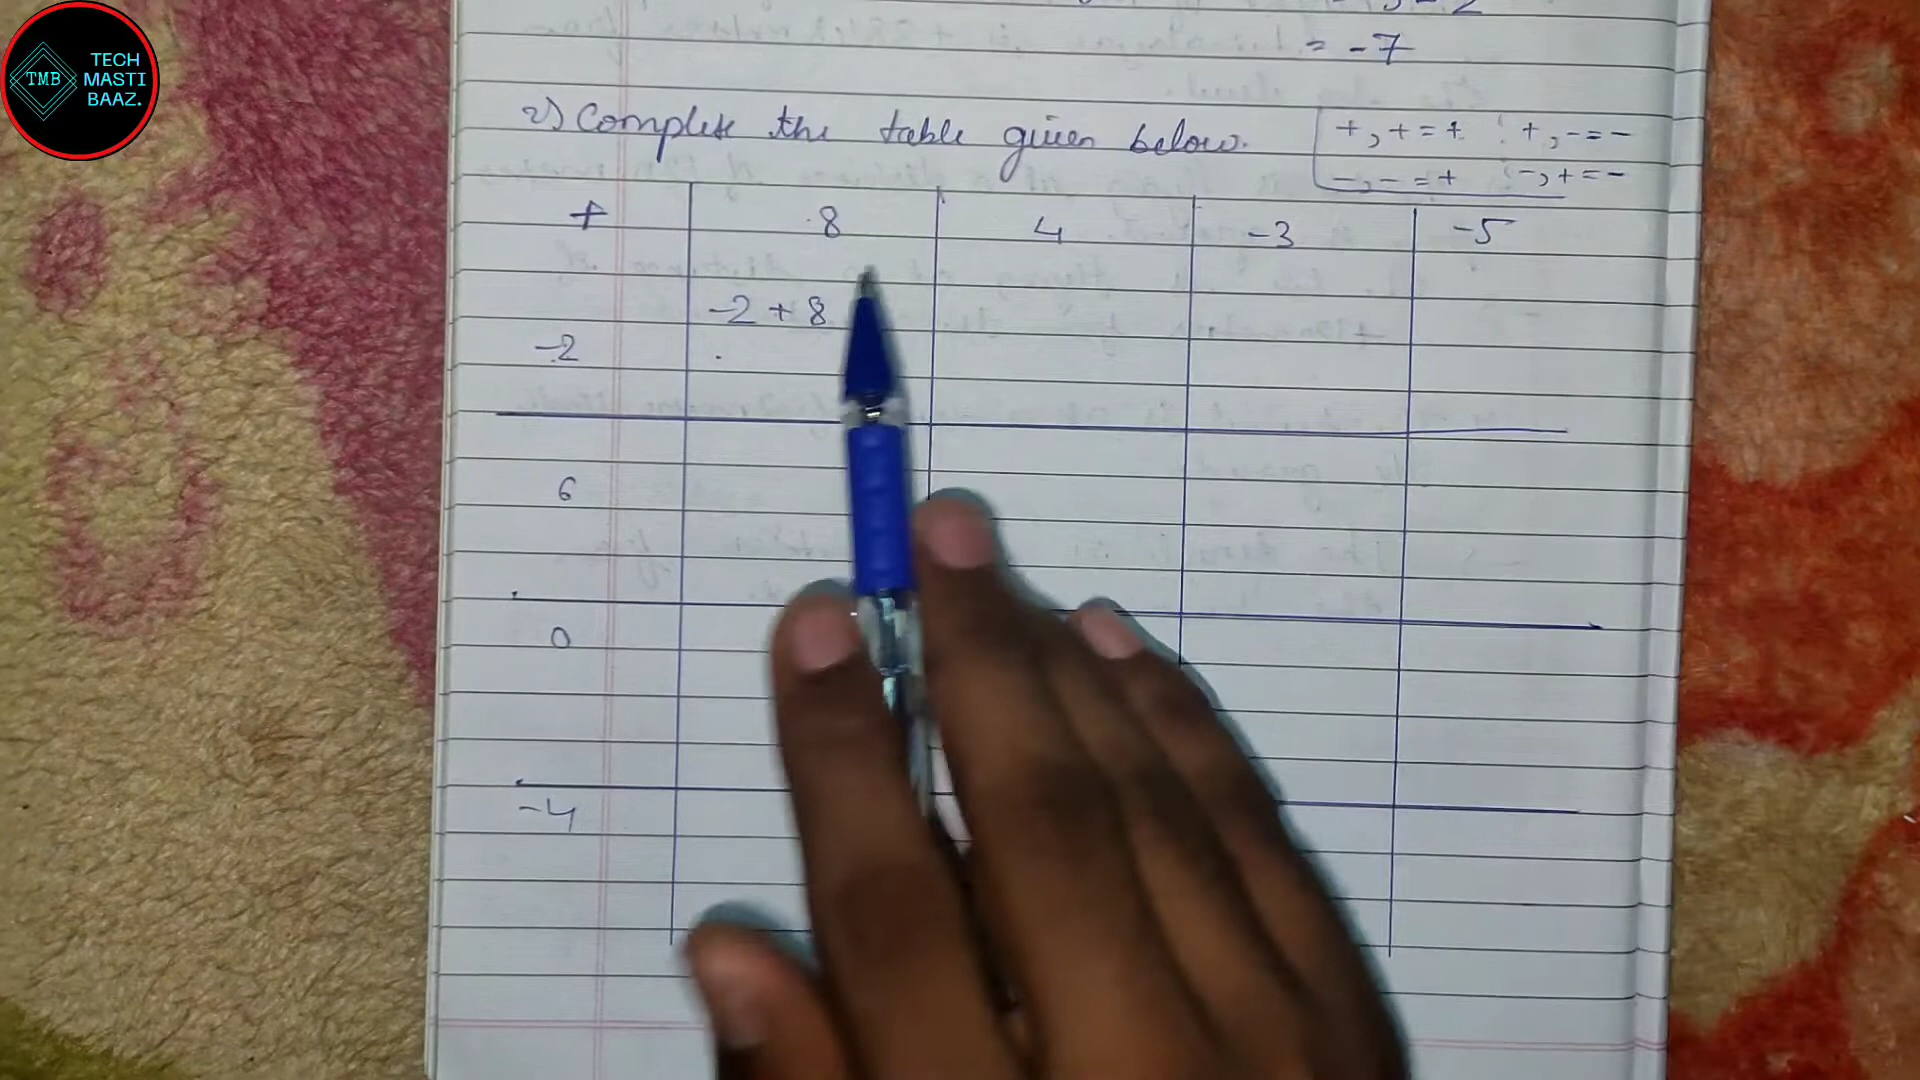 TECH
TMB MASTI
BAAZ.
= -7
2) Complete the table given below.
+, + = + ; +, - = -
-, - = + ; -, + = -
+ 8 4 -3 -5
-2 + 8
-2
6
0
-4